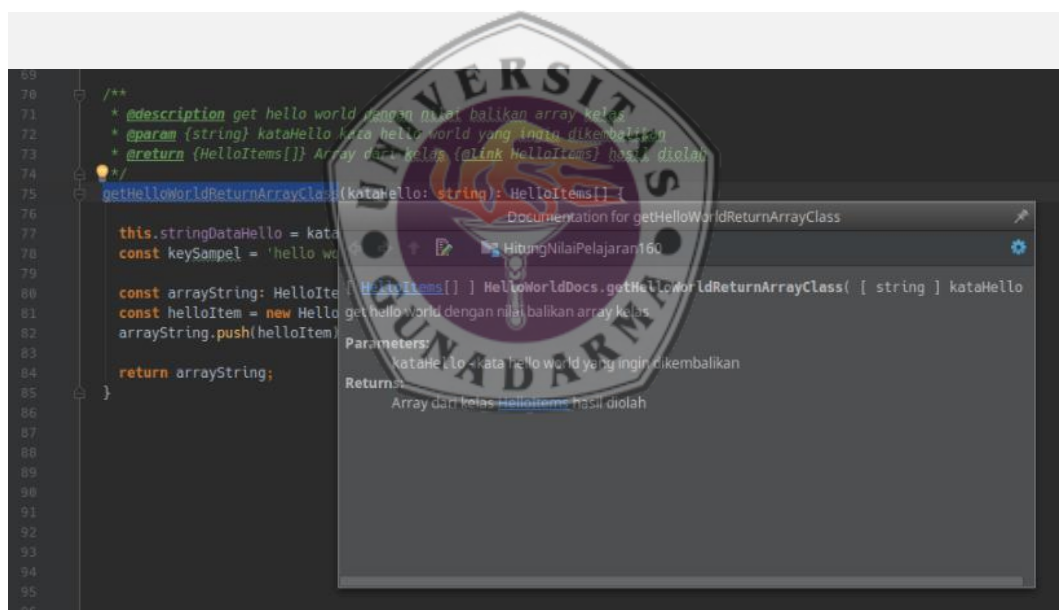 UNIVERSITAS GUNADARMA
69
70 /**
71 * @description get hello world dengan nilai balikan array kelas
72 * @param {string} kataHello kata hello world yang ingin dikembalikan
73 * @return {HelloItems[]} Array dari kelas {@link HelloItems} hasil diolah
74 */
75 getHelloWorldReturnArrayClass(kataHello: string): HelloItems[] {
76
77 this.stringDataHello = kata
78 const keySampel = 'hello wo
79
80 const arrayString: HelloIte
81 const helloItem = new Hello
82 arrayString.push(helloItem)
83
84 return arrayString;
85 }
86
87
88
89
90
91
92
93
94
95
Documentation for getHelloWorldReturnArrayClass
HitungNilaiPelajaran160
[ HelloItems[] ] HelloWorldDocs.getHelloWorldReturnArrayClass( [ string ] kataHello
get hello world dengan nilai balikan array kelas
Parameters:
kataHello - kata hello world yang ingin dikembalikan
Returns:
Array dari kelas HelloItems hasil diolah